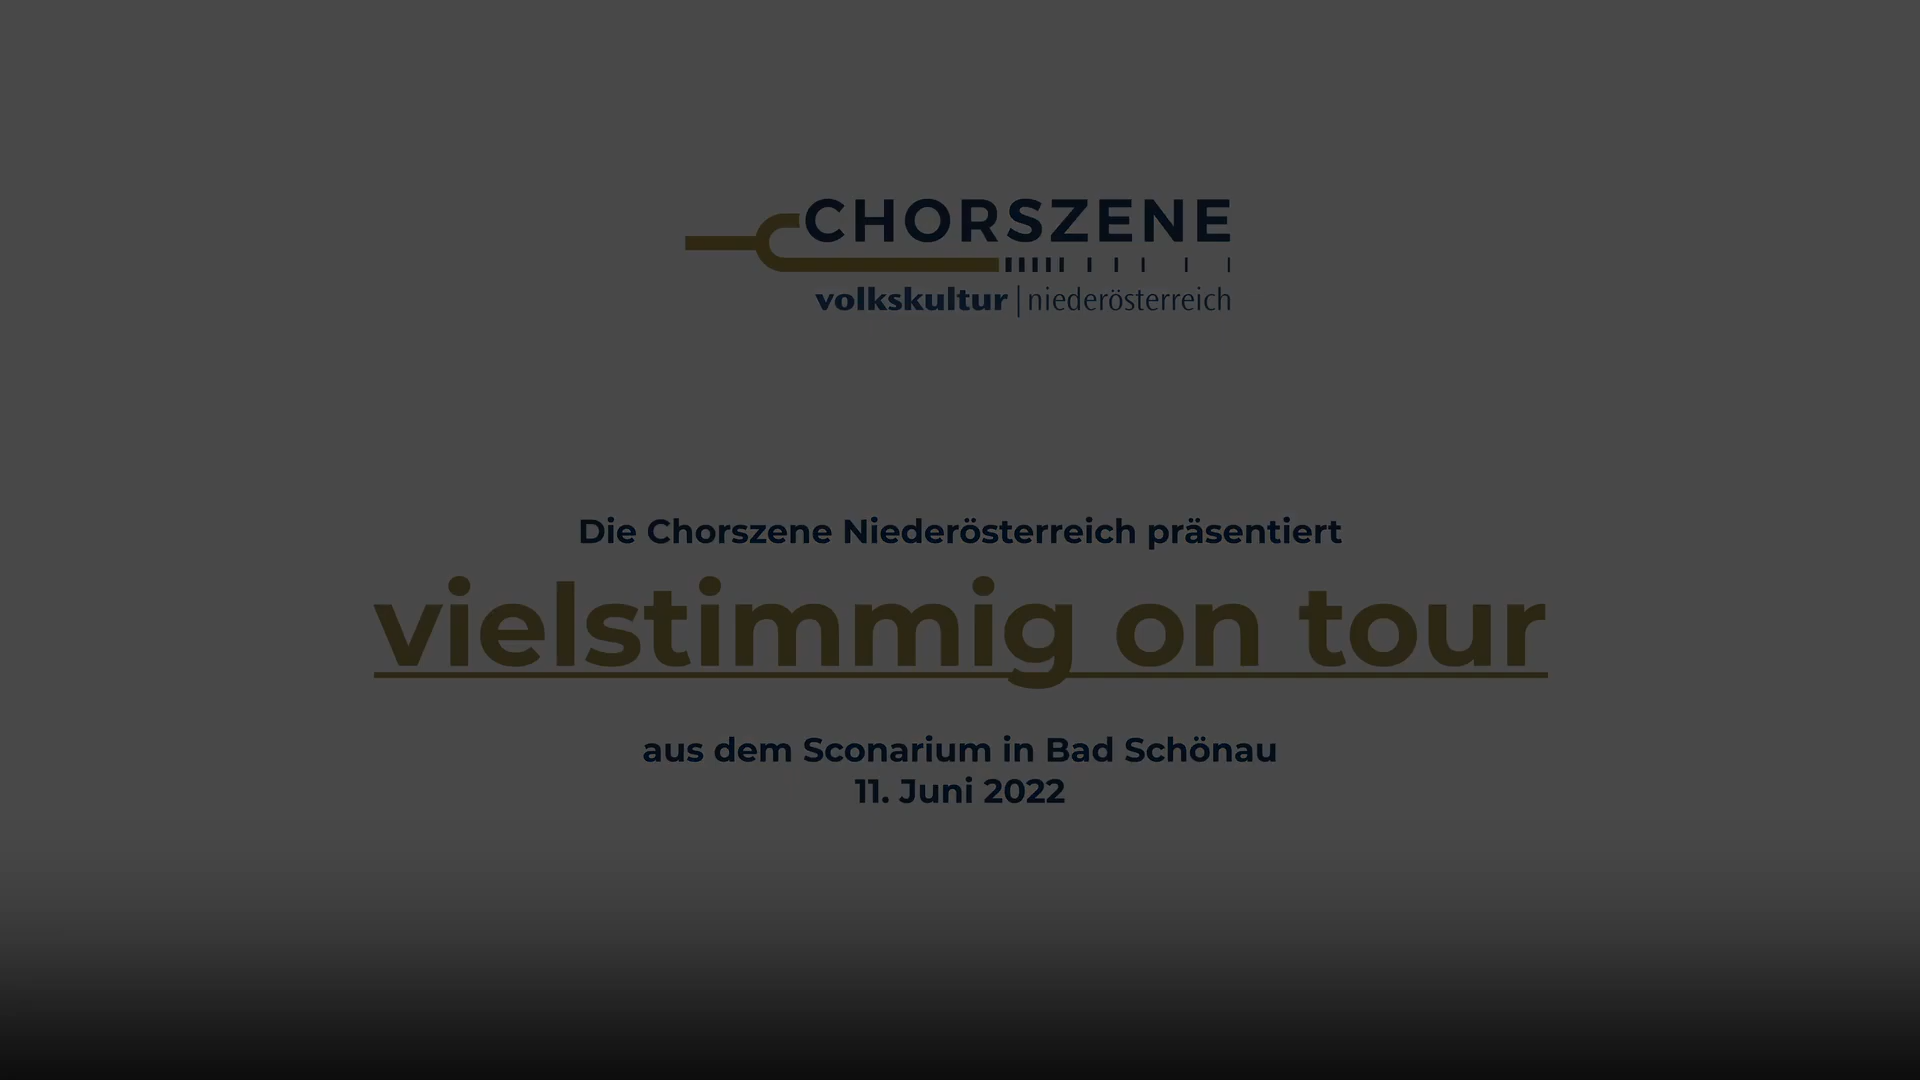 CHORSZENE
volkskultur | niederösterreich
Die Chorszene Niederösterreich präsentiert
vielstimmig on tour
aus dem Sconarium in Bad Schönau
11. Juni 2022